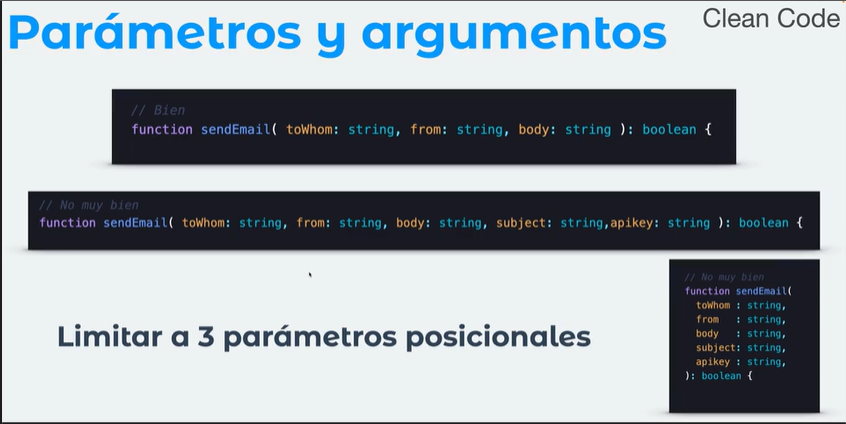 Parámetros y argumentos
Clean Code
// Bien
function sendEmail( toWhom: string, from: string, body: string ): boolean {
// No muy bien
function sendEmail( toWhom: string, from: string, body: string, subject: string,apikey: string ): boolean {
Limitar a 3 parámetros posicionales
// No muy bien
function sendEmail(
toWhom : string,
from : string,
body : string,
subject: string,
apikey : string,
): boolean {